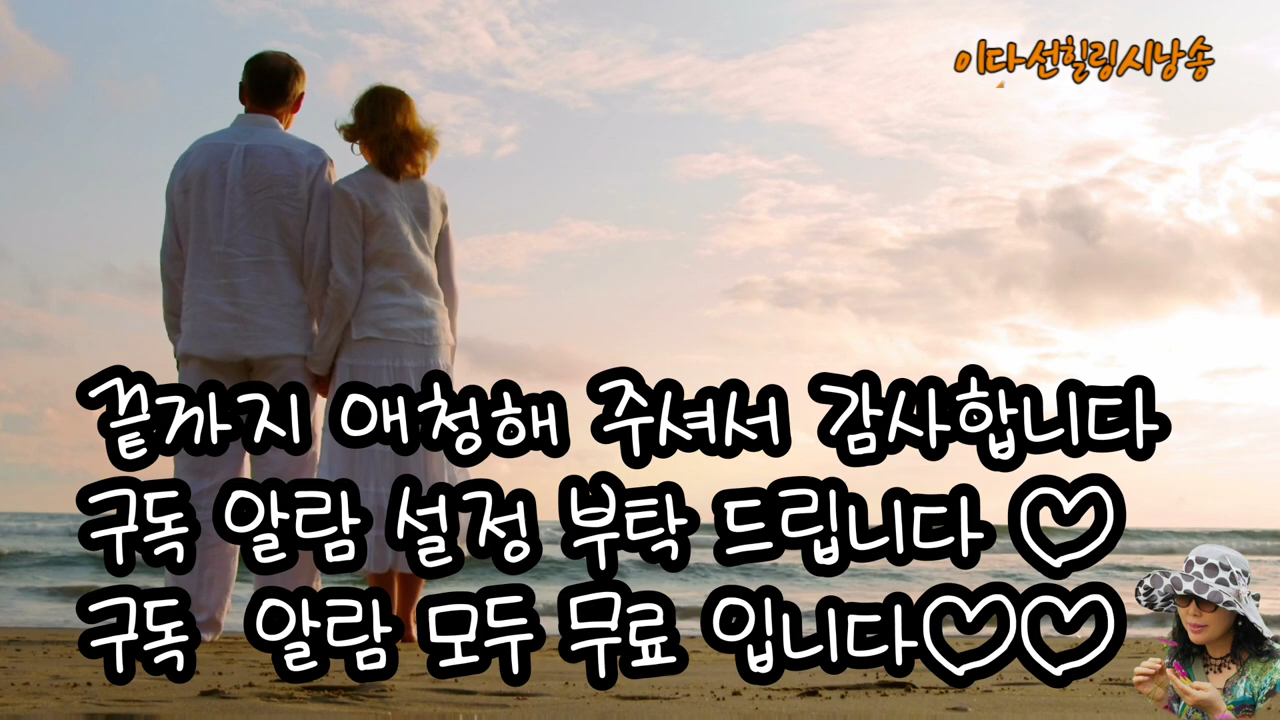 이다선힐링시낭송
끝까지 애청해 주셔서 감사합니다
구독 알람 설정 부탁 드립니다 ♡
구독 알람 모두 무료 입니다♡♡